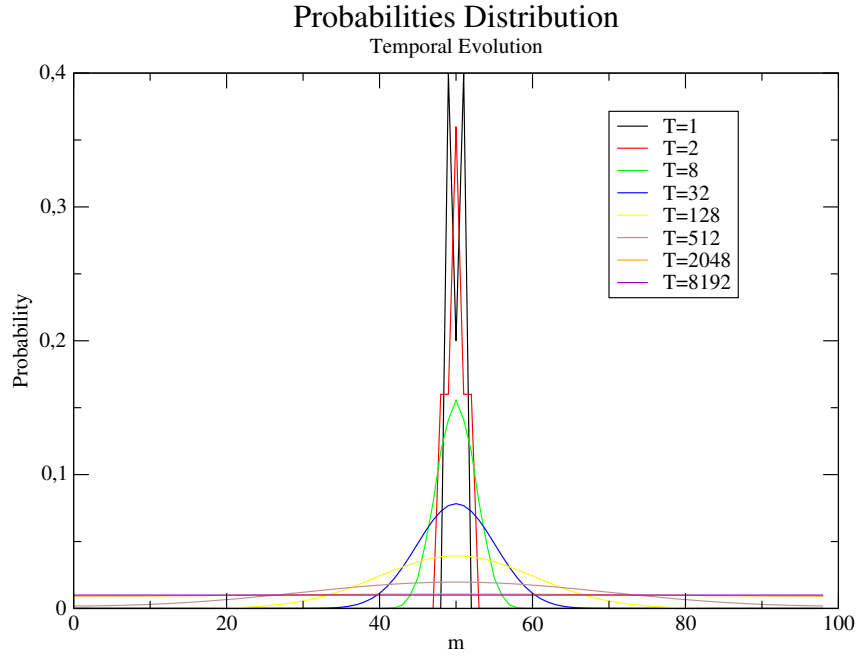 Probabilities Distribution
Temporal Evolution
0,4
0,3
0,2
0,1
0
Probability
T=1
T=2
T=8
T=32
T=128
T=512
T=2048
T=8192
0 20 40 60 80 100
m